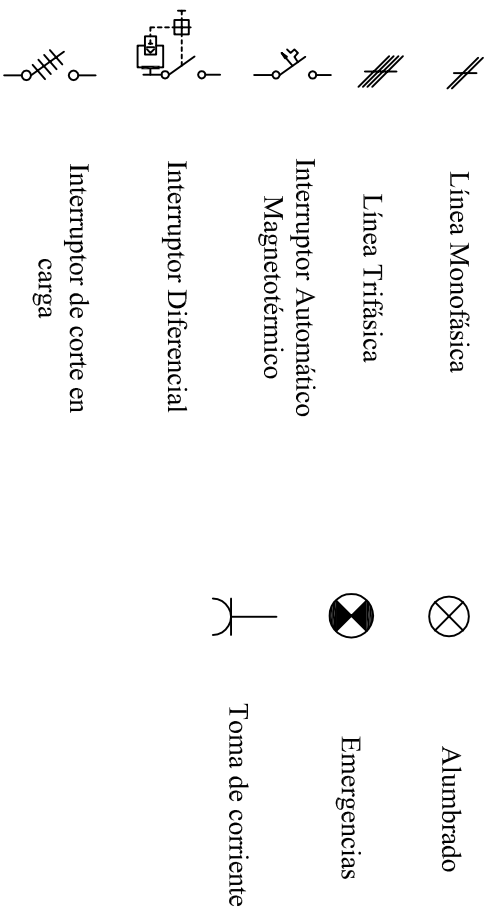 Línea Monofásica
Línea Trifásica
Interruptor Automático
Magnetotérmico
Interruptor Diferencial
Interruptor de corte en
carga
Alumbrado
Emergencias
Toma de corriente